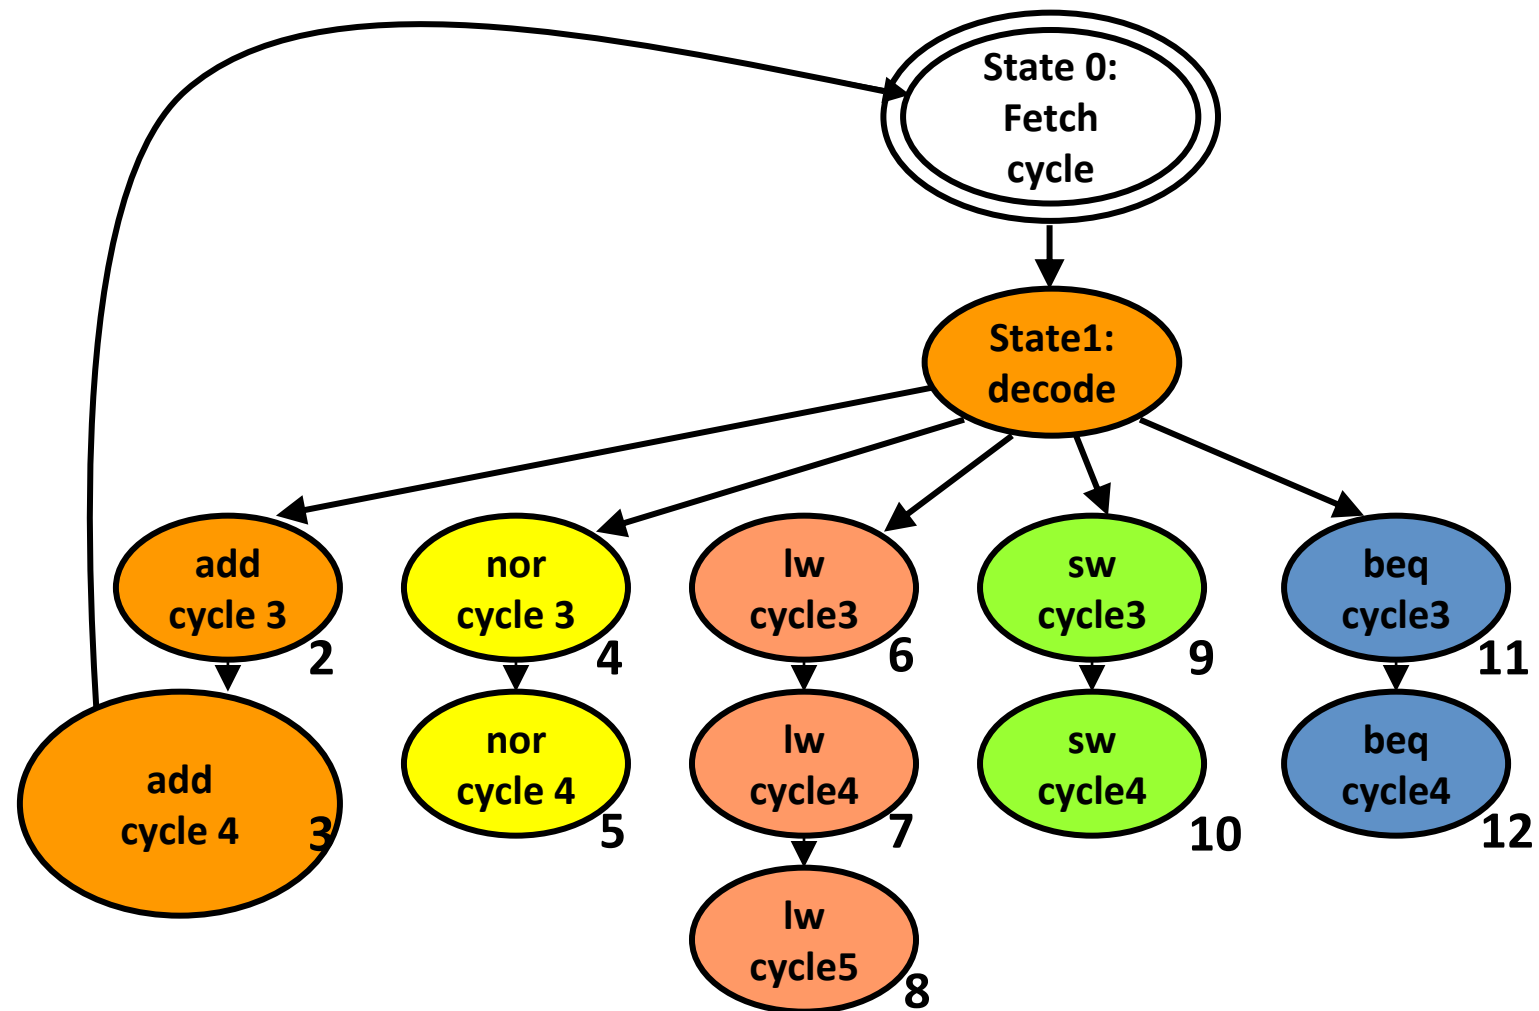 State 0:
Fetch
cycle
State1:
decode
add
cycle 3
2
nor
cycle 3
4
lw
cycle3
6
sw
cycle3
9
beq
cycle3
11
add
cycle 4
3
nor
cycle 4
5
lw
cycle4
7
sw
cycle4
10
beq
cycle4
12
lw
cycle5
8